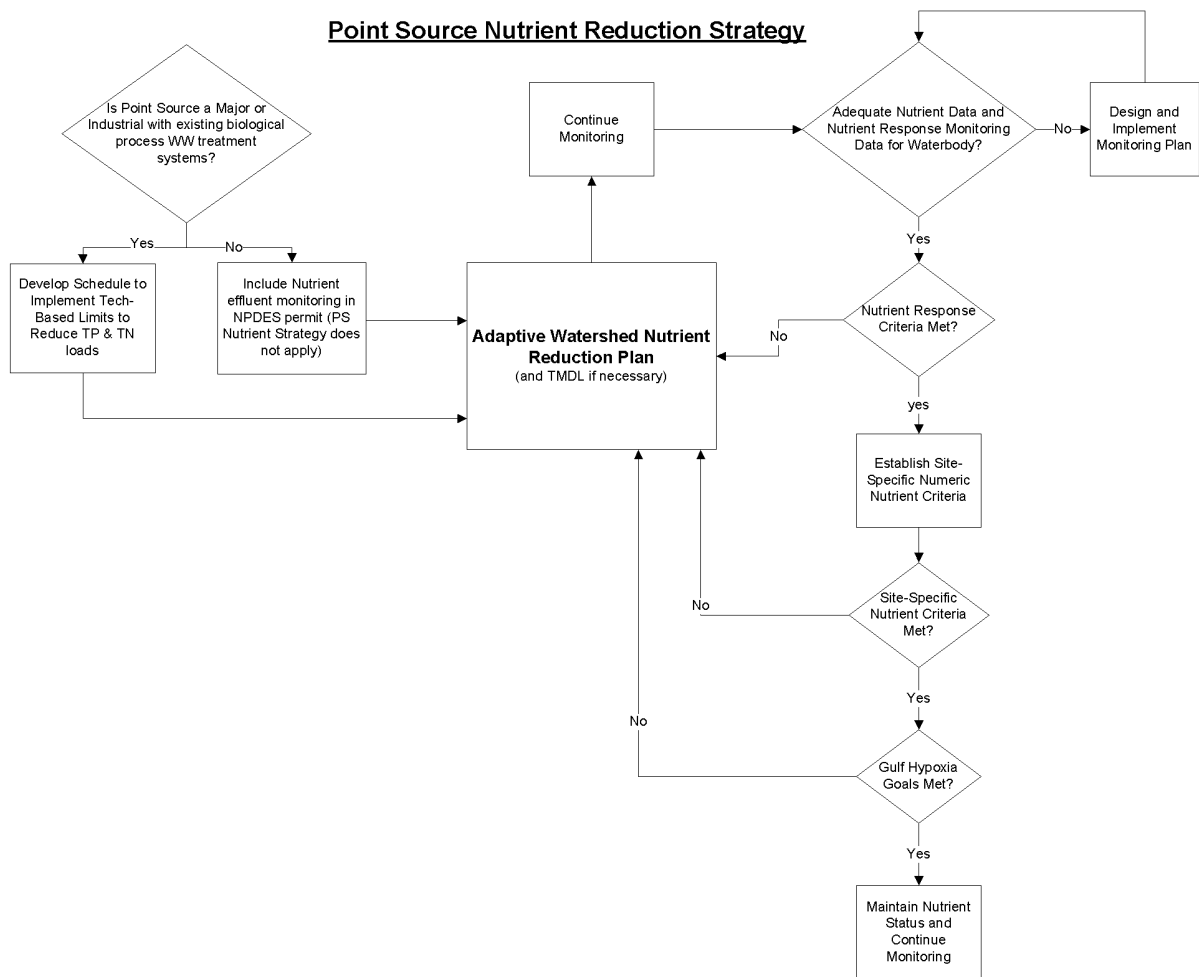 Point Source Nutrient Reduction Strategy
Is Point Source a Major or
Industrial with existing biological
process WW treatment
systems?
Yes
No
Develop Schedule to
Implement Tech-
Based Limits to
Reduce TP & TN
loads
Include Nutrient
effluent monitoring in
NPDES permit (PS
Nutrient Strategy does
not apply)
Continue
Monitoring
Adaptive Watershed Nutrient
Reduction Plan
(and TMDL if necessary)
Adequate Nutrient Data and
Nutrient Response Monitoring
Data for Waterbody?
No
Design and
Implement
Monitoring Plan
Yes
Nutrient Response
Criteria Met?
No
yes
Establish Site-
Specific Numeric
Nutrient Criteria
Site-Specific
Nutrient Criteria
Met?
No
Yes
Gulf Hypoxia
Goals Met?
No
Yes
Maintain Nutrient
Status and
Continue
Monitoring